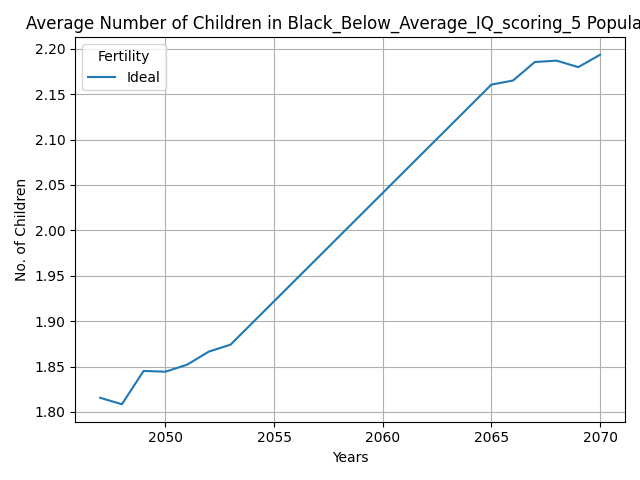 Average Number of Children in Black_Below_Average_IQ_scoring_5 Popula
Fertility
Ideal
No. of Children
2.20
2.15
2.10
2.05
2.00
1.95
1.90
1.85
1.80
2050 2055 2060 2065 2070
Years